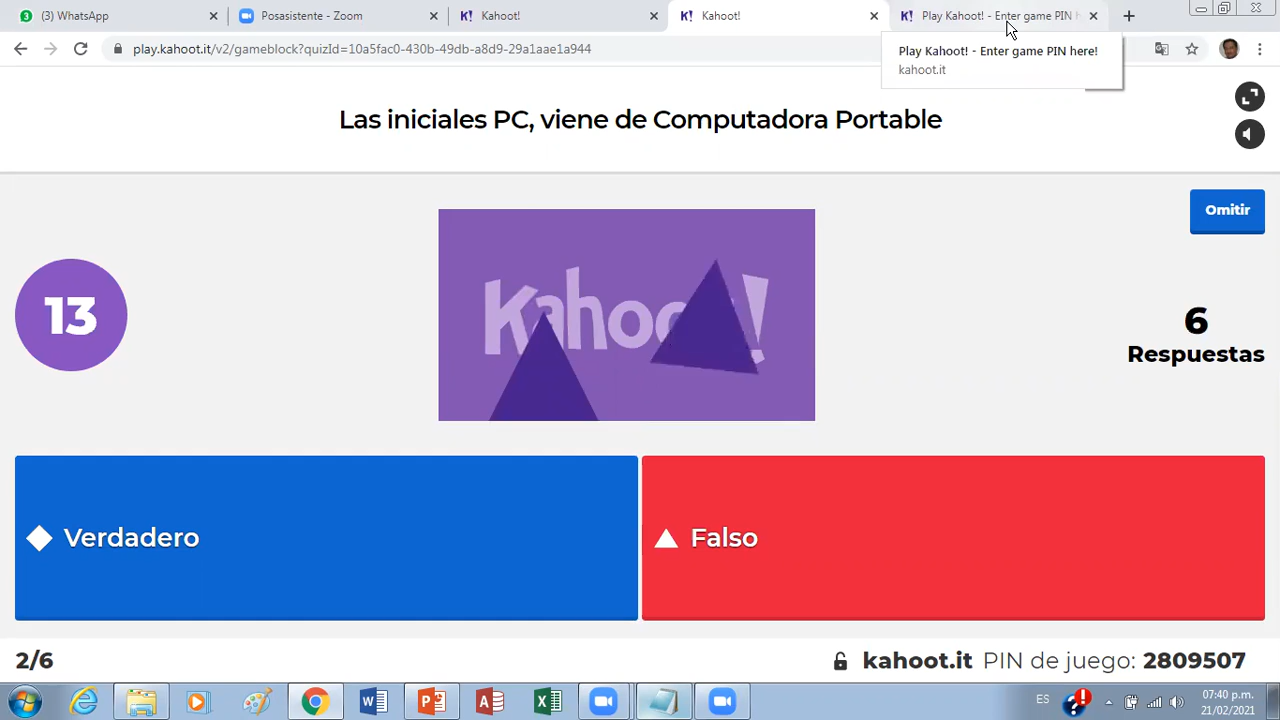 (3) WhatsApp
Posasistente - Zoom
Kahoot!
Kahoot!
Play Kahoot! - Enter game PIN h
play.kahoot.it/v2/gameblock?quizId=10a5fac0-430b-49db-a8d9-29a1aae1a944
Play Kahoot! - Enter game PIN here!
kahoot.it
Las iniciales PC, viene de Computadora Portable
Omitir
13
Kahoot!
6
Respuestas
Verdadero
Falso
2/6
kahoot.it PIN de juego: 2809507
ES
07:40 p.m.
21/02/2021